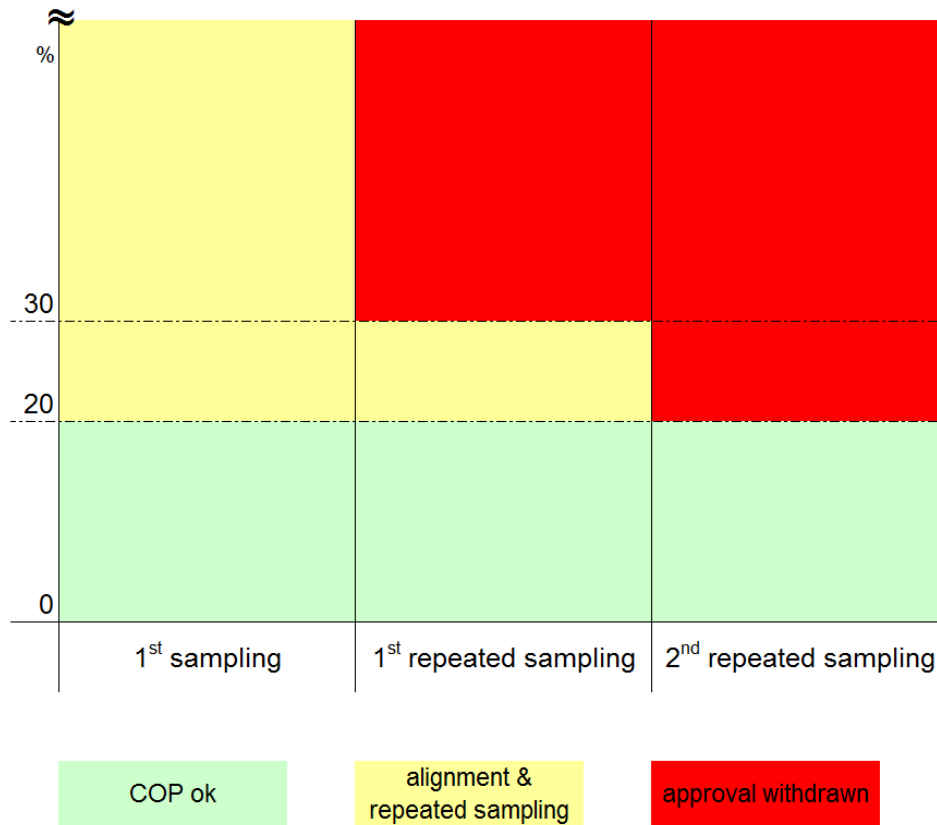 %
30
20
0
1st sampling
1st repeated sampling
2nd repeated sampling
COP ok
alignment &
repeated sampling
approval withdrawn